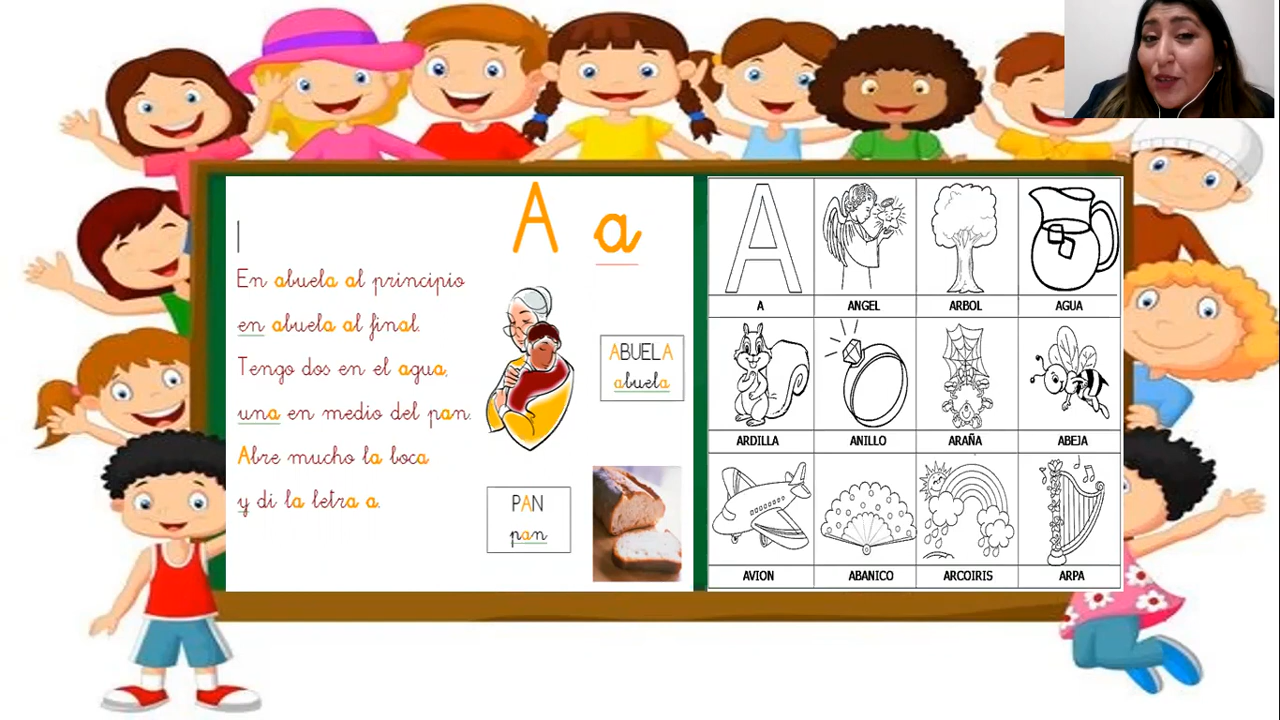 A a
En abuela al principio
en abuela al final.
Tengo dos en el agua,
una en medio del pan.
Abre mucho la boca
y di la letra a.
ABUELA
abuela
PAN
pan
A
A ANGEL ARBOL AGUA
ARDILLA ANILLO ARAÑA ABEJA
AVION ABANICO ARCOIRIS ARPA